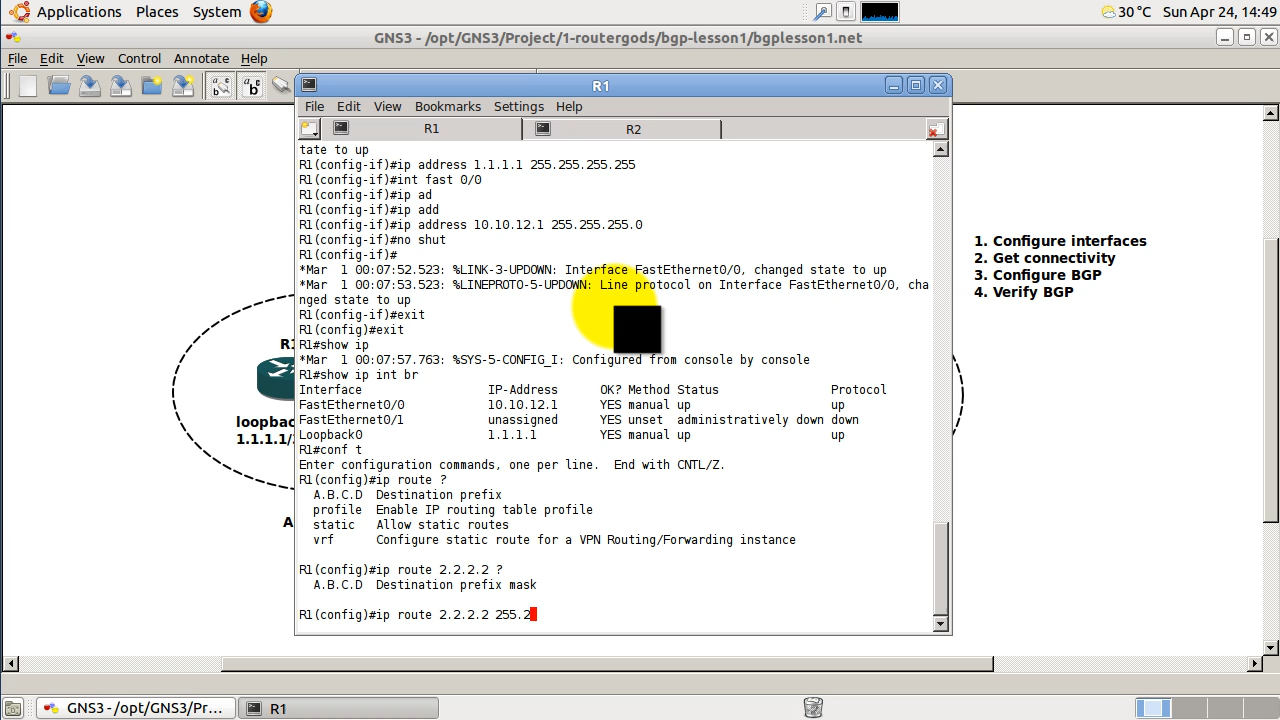 Applications Places System 30 °C Sun Apr 24, 14:49
GNS3 - /opt/GNS3/Project/1-routergods/bgp-lesson1/bgplesson1.net
File Edit View Control Annotate Help
R1
File Edit View Bookmarks Settings Help
R1 R2
tate to up
R1(config-if)#ip address 1.1.1.1 255.255.255.255
R1(config-if)#int fast 0/0
R1(config-if)#ip ad
R1(config-if)#ip add
R1(config-if)#ip address 10.10.12.1 255.255.255.0
R1(config-if)#no shut
R1(config-if)#
*Mar  1 00:07:52.523: %LINK-3-UPDOWN: Interface FastEthernet0/0, changed state to up
*Mar  1 00:07:53.523: %LINEPROTO-5-UPDOWN: Line protocol on Interface FastEthernet0/0, cha
nged state to up
R1(config-if)#exit
R1(config)#exit
R1#show ip
*Mar  1 00:07:57.763: %SYS-5-CONFIG_I: Configured from console by console
R1#show ip int br
Interface                  IP-Address      OK? Method Status                Protocol
FastEthernet0/0            10.10.12.1      YES manual up                    up
FastEthernet0/1            unassigned      YES unset  administratively down down
Loopback0                  1.1.1.1         YES manual up                    up
R1#conf t
Enter configuration commands, one per line.  End with CNTL/Z.
R1(config)#ip route ?
  A.B.C.D  Destination prefix
  profile  Enable IP routing table profile
  static   Allow static routes
  vrf      Configure static route for a VPN Routing/Forwarding instance
R1(config)#ip route 2.2.2.2 ?
  A.B.C.D  Destination prefix mask
R1(config)#ip route 2.2.2.2 255.2
1. Configure interfaces
2. Get connectivity
3. Configure BGP
4. Verify BGP
R1
loopbac
1.1.1.1/
A
GNS3 - /opt/GNS3/Pr... R1